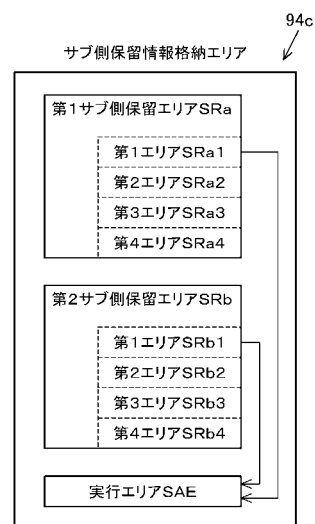 94c
サブ側保留情報格納エリア
第1サブ側保留エリアSRa
第1エリアSRa1
第2エリアSRa2
第3エリアSRa3
第4エリアSRa4
第2サブ側保留エリアSRb
第1エリアSRb1
第2エリアSRb2
第3エリアSRb3
第4エリアSRb4
実行エリアSAE